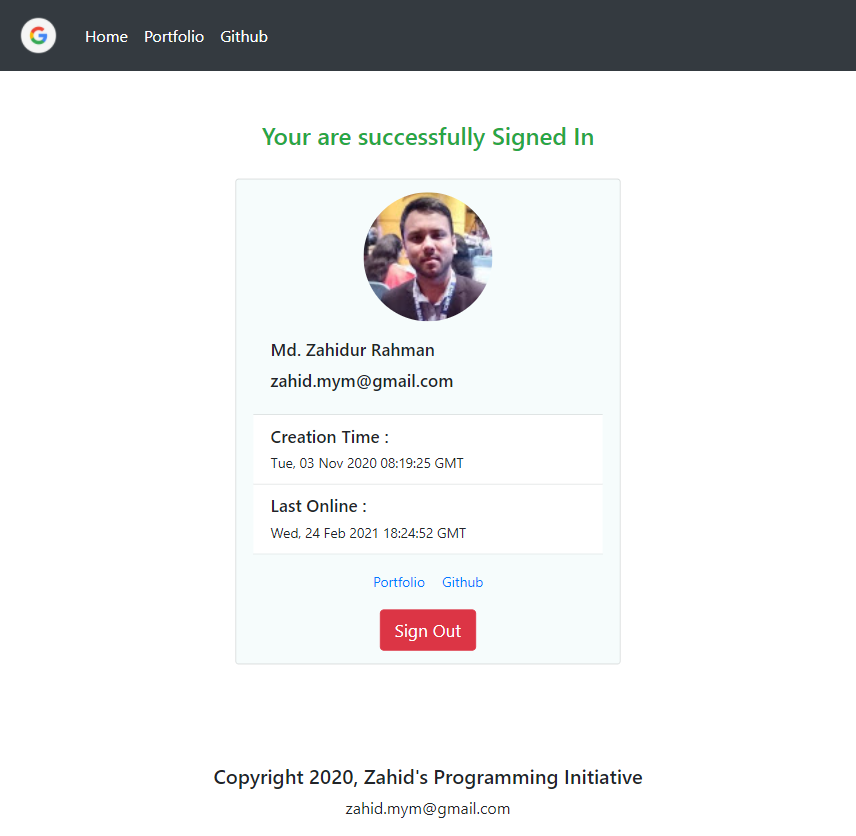 Home Portfolio Github
Your are successfully Signed In
Md. Zahidur Rahman
zahid.mym@gmail.com
Creation Time :
Tue, 03 Nov 2020 08:19:25 GMT
Last Online :
Wed, 24 Feb 2021 18:24:52 GMT
Portfolio Github
Sign Out
Copyright 2020, Zahid's Programming Initiative
zahid.mym@gmail.com